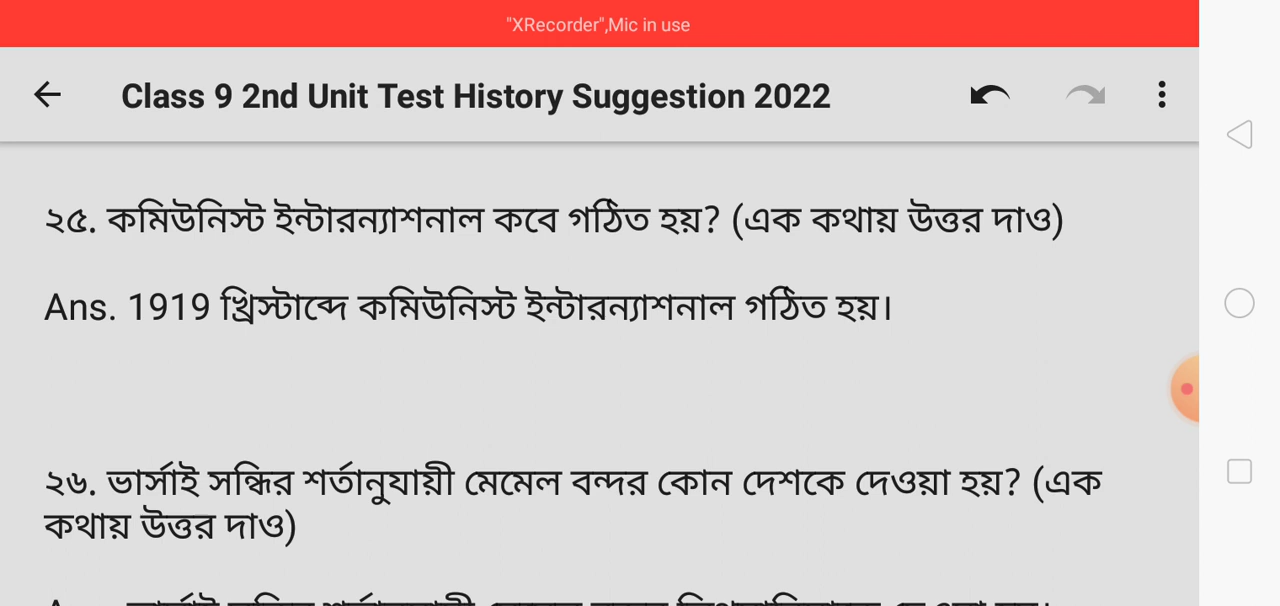 "XRecorder",Mic in use
Class 9 2nd Unit Test History Suggestion 2022
২৫. কমিউনিস্ট ইন্টারন্যাশনাল কবে গঠিত হয়? (এক কথায় উত্তর দাও)
Ans. 1919 খ্রিস্টাব্দে কমিউনিস্ট ইন্টারন্যাশনাল গঠিত হয়।
২৬. ভার্সাই সন্ধির শর্তানুযায়ী মেমেল বন্দর কোন দেশকে দেওয়া হয়? (এক
কথায় উত্তর দাও)